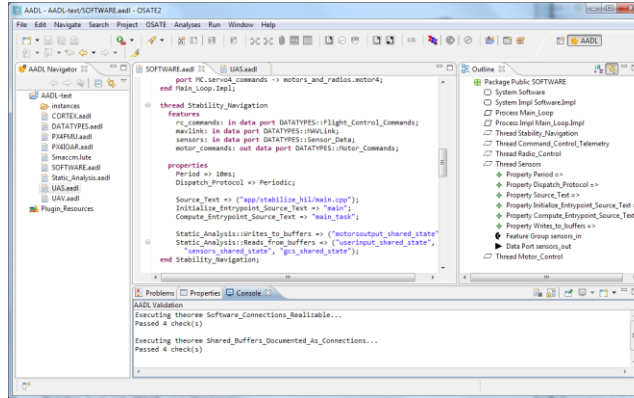 AADL - AADL-text/SOFTWARE.aadl - OSATE2
File Edit Navigate Search Project OSATE Analyses Run Window Help
AADL
AADL Navigator
AADL-text
instances
CORTEX.aadl
DATATYPES.aadl
PX4FMU.aadl
PX4IOAR.aadl
Smaccm.lute
SOFTWARE.aadl
Static_Analysis.aadl
UAS.aadl
UAV.aadl
Plugin_Resources
SOFTWARE.aadl UAS.aadl
port MC.servo4_commands -> motors_and_radios.motor4;
end Main_Loop.Impl;
thread Stability_Navigation
features
rc_commands: in data port DATATYPES::Flight_Control_Commands;
mavlink: in data port DATATYPES::MAVLink;
sensors: in data port DATATYPES::Sensor_Data;
motor_commands: out data port DATATYPES::Motor_Commands;
properties
Period => 10ms;
Dispatch_Protocol => Periodic;
Source_Text => ("app/stabilize_hil/main.cpp");
Initialize_Entrypoint_Source_Text => "main";
Compute_Entrypoint_Source_Text => "main_task";
Static_Analysis::Writes_to_buffers => ("motorsoutput_shared_state"
Static_Analysis::Reads_from_buffers => ("userinput_shared_state",
"sensors_shared_state", "gcs_shared_state");
end Stability_Navigation;
Outline
Package Public SOFTWARE
System Software
System Impl Software.Impl
Process Main_Loop
Process Impl Main_Loop.Impl
Thread Stability_Navigation
Thread Command_Control_Telemetry
Thread Radio_Control
Thread Sensors
Property Period =>
Property Dispatch_Protocol =>
Property Source_Text =>
Property Initialize_Entrypoint_Source_Text =
Property Compute_Entrypoint_Source_Text
Property Writes_to_buffers =>
Feature Group sensors_in
Data Port sensors_out
Thread Motor_Control
Problems Properties Console
AADL Validation
Executing theorem Software_Connections_Realizable...
Passed 4 check(s)
Executing theorem Shared_Buffers_Documented_As_Connections...
Passed 4 check(s)